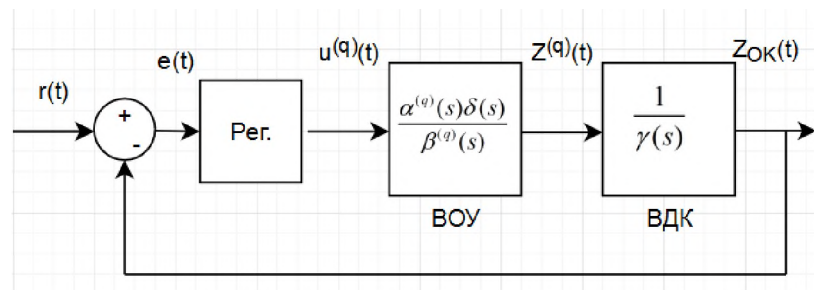 r(t)
e(t)
u^(q)(t)
Z^(q)(t)
Z_OK(t)
+
-
Рег.
α^(q)(s)δ(s)
β^(q)(s)
1
γ(s)
ВОУ
ВДК